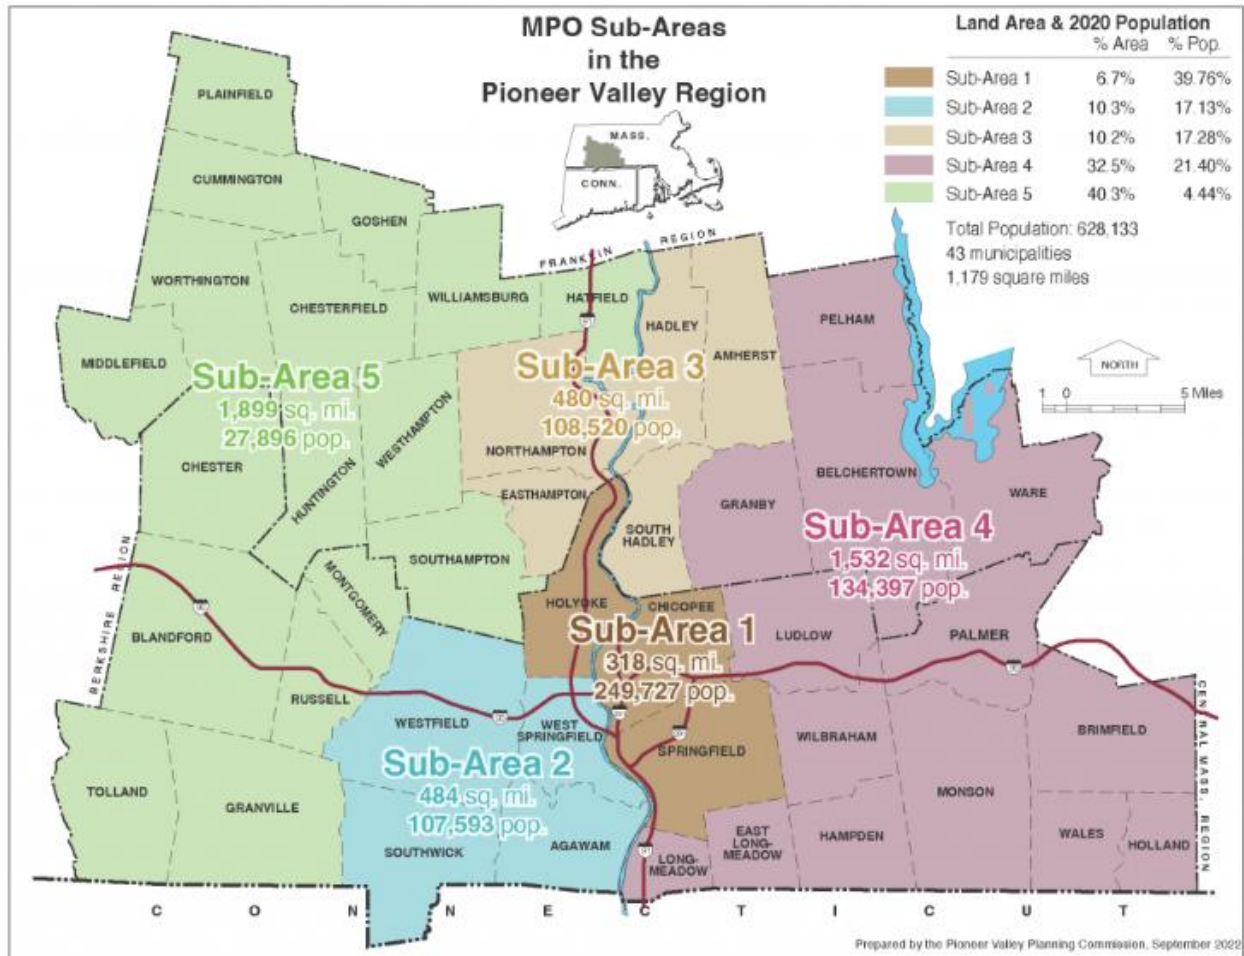 MPO Sub-Areas
in the
Pioneer Valley Region
Land Area & 2020 Population
% Area % Pop.
Sub-Area 1 6.7% 39.76%
Sub-Area 2 10.3% 17.13%
Sub-Area 3 10.2% 17.28%
Sub-Area 4 32.5% 21.40%
Sub-Area 5 40.3% 4.44%
Total Population: 628,133
43 municipalities
1,179 square miles
MASS.
CONN.
NORTH
1 0 5 Miles
FRANKLIN REGION
BERKSHIRE REGION
CENTRAL MASS. REGION
CONNECTICUT
PLAINFIELD
CUMMINGTON
GOSHEN
WORTHINGTON
CHESTERFIELD
WILLIAMSBURG
HATFIELD
91
HADLEY
AMHERST
PELHAM
MIDDLEFIELD
Sub-Area 5
1,899 sq. mi.
27,896 pop.
Sub-Area 3
480 sq. mi.
108,520 pop.
CHESTER
HUNTINGTON
WESTHAMPTON
NORTHAMPTON
EASTHAMPTON
SOUTH
HADLEY
GRANBY
BELCHERTOWN
WARE
Sub-Area 4
1,532 sq. mi.
134,397 pop.
SOUTHAMPTON
MONTGOMERY
BLANDFORD
90
RUSSELL
HOLYOKE
CHICOPEE
Sub-Area 1
318 sq. mi.
249,727 pop.
LUDLOW
PALMER
90
WESTFIELD
90
WEST
SPRINGFIELD
SPRINGFIELD
WILBRAHAM
BRIMFIELD
Sub-Area 2
484 sq. mi.
107,593 pop.
TOLLAND
GRANVILLE
SOUTHWICK
AGAWAM
91
LONG-
MEADOW
EAST
LONG-
MEADOW
HAMPDEN
MONSON
WALES
HOLLAND
Prepared by the Pioneer Valley Planning Commission, September 2022